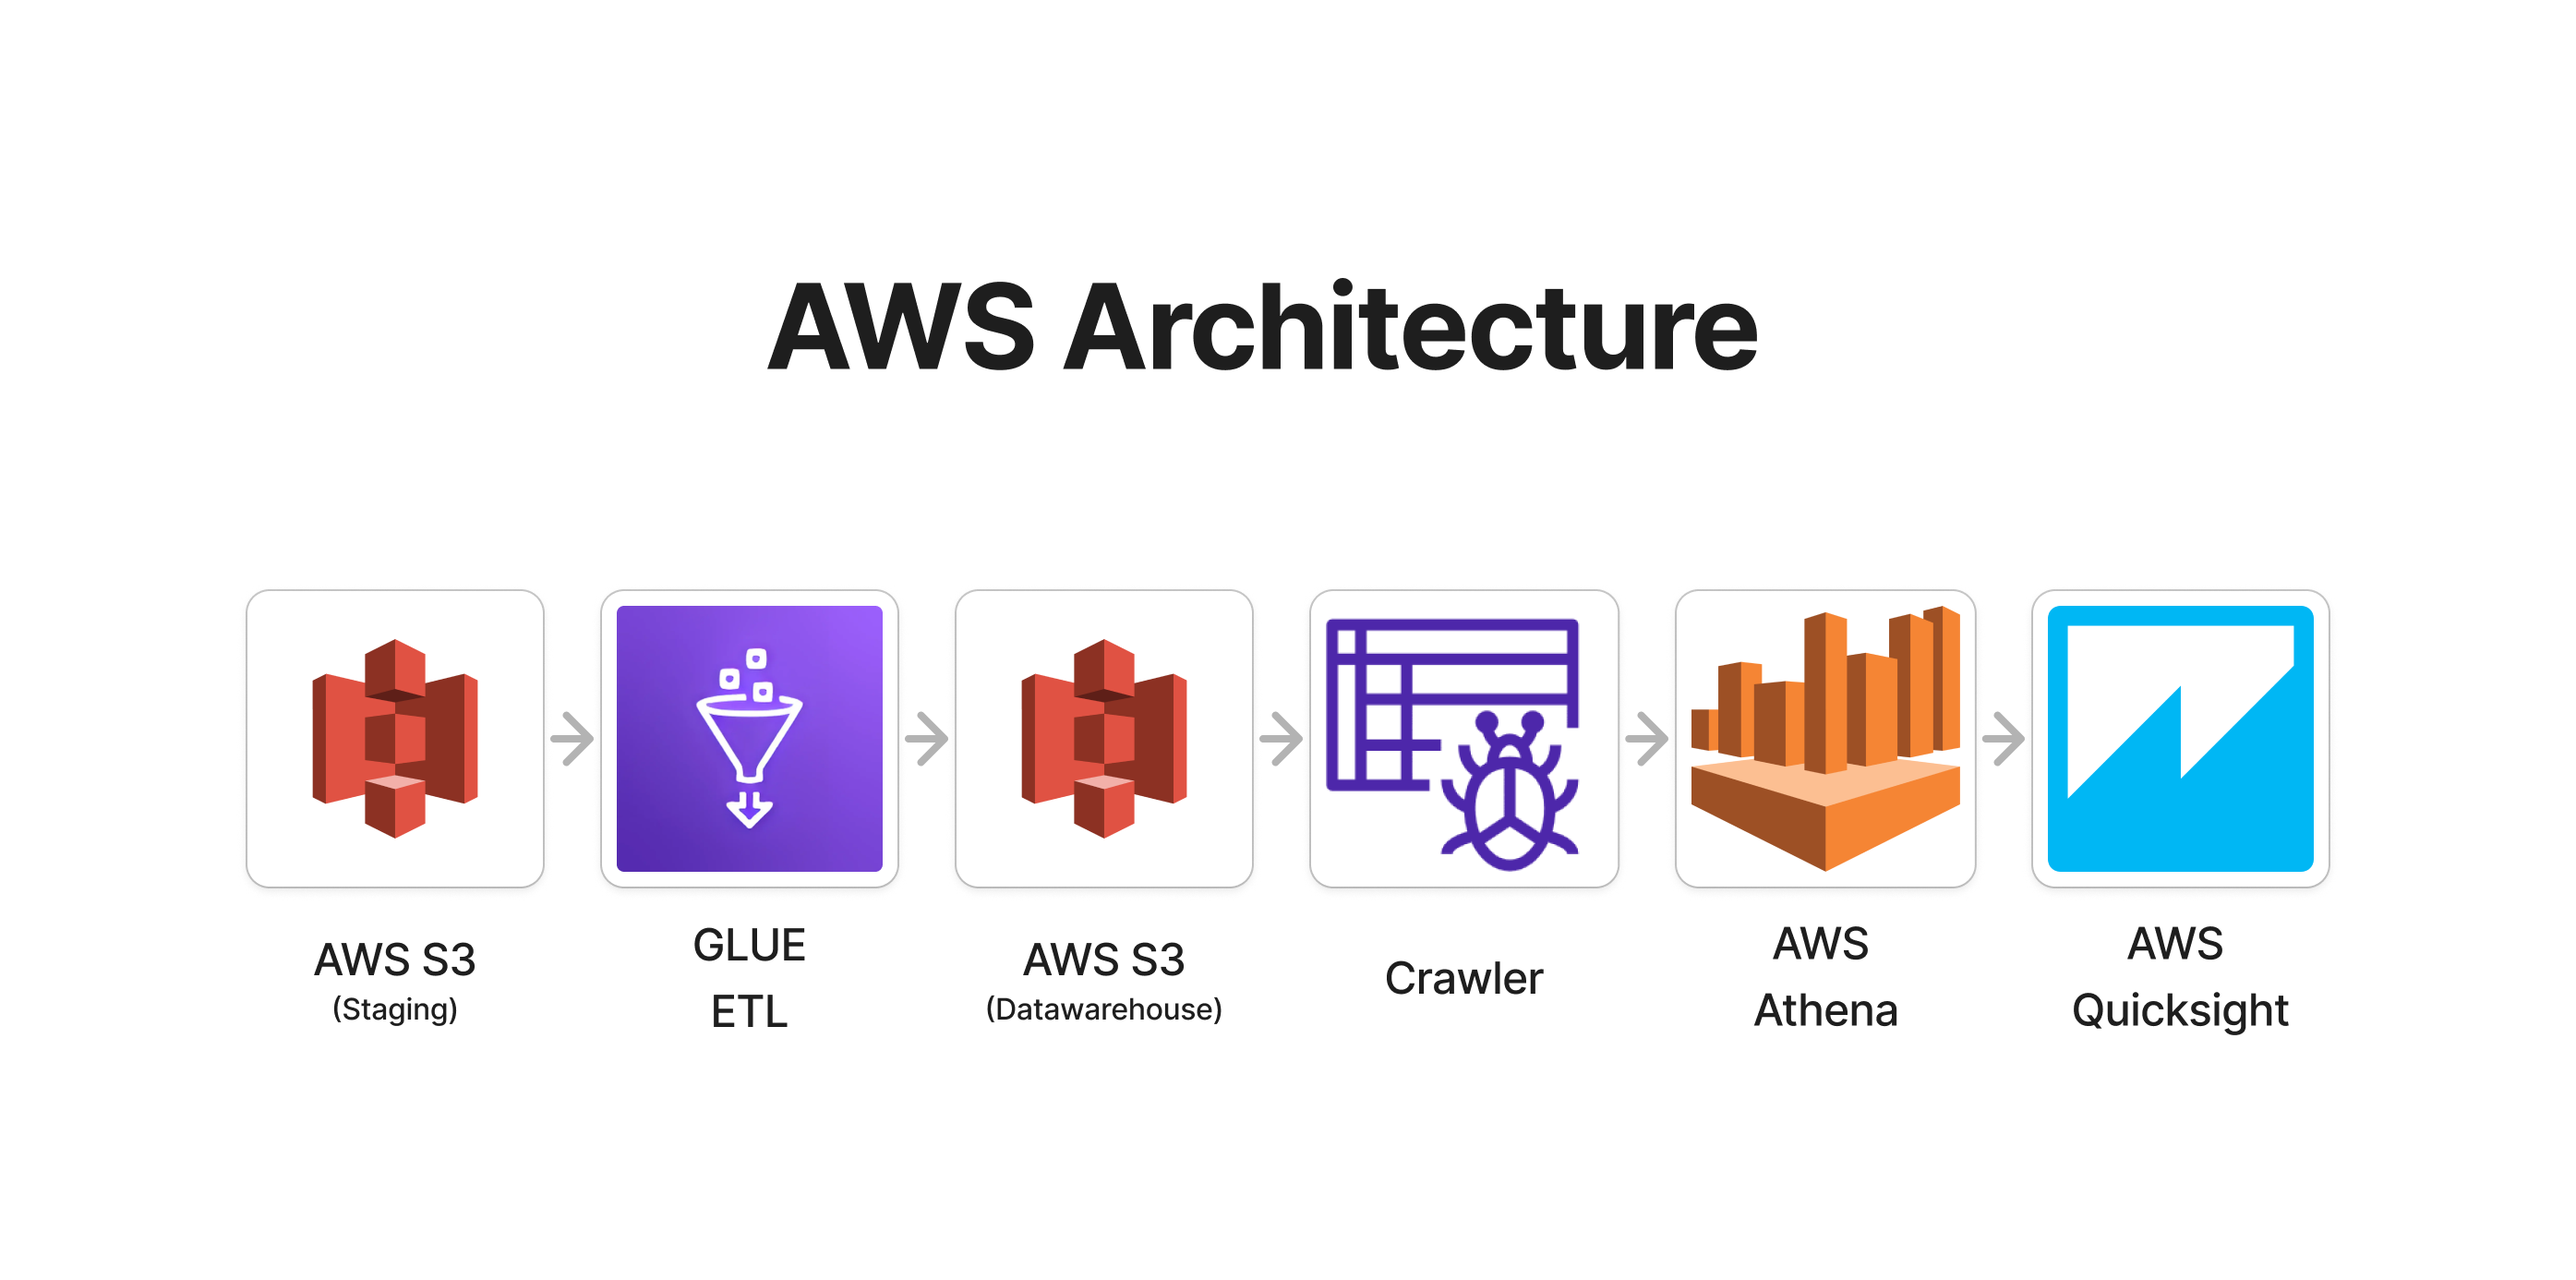 AWS Architecture
AWS S3
(Staging)
GLUE
ETL
AWS S3
(Datawarehouse)
Crawler
AWS
Athena
AWS
Quicksight